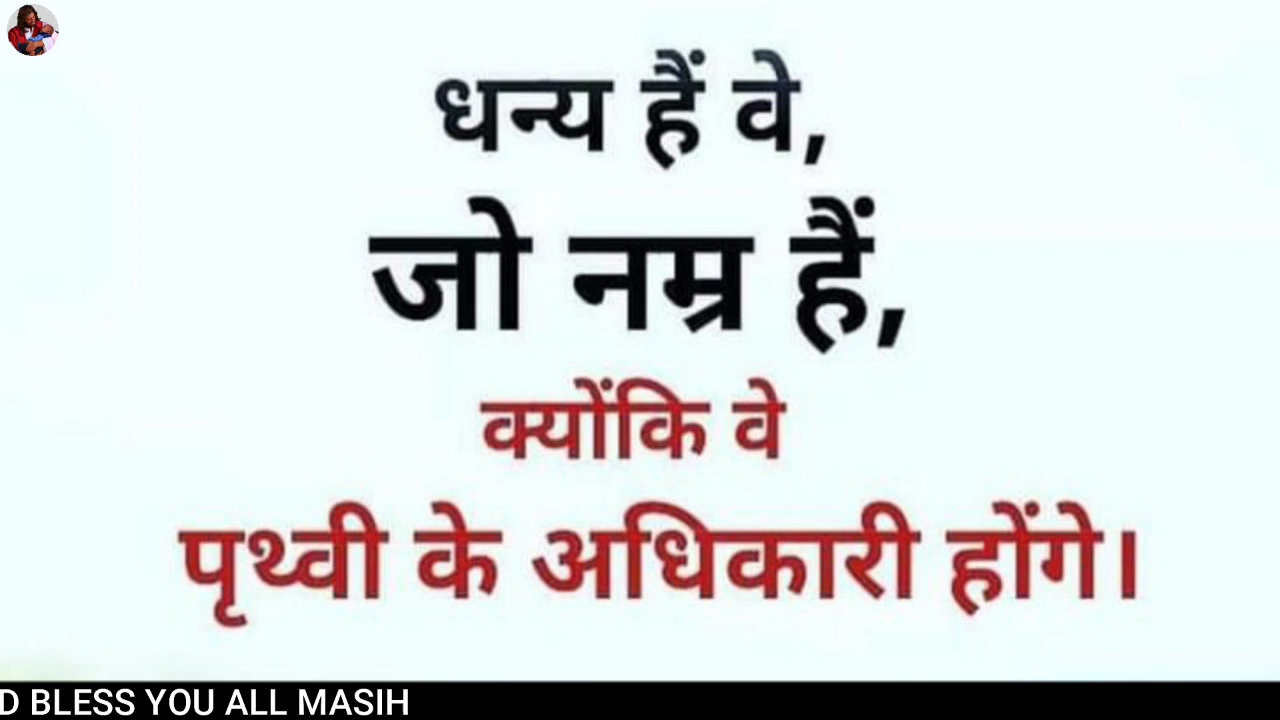 धन्य हैं वे,
जो नम्र हैं,
क्योंकि वे
पृथ्वी के अधिकारी होंगे।
D BLESS YOU ALL MASIH